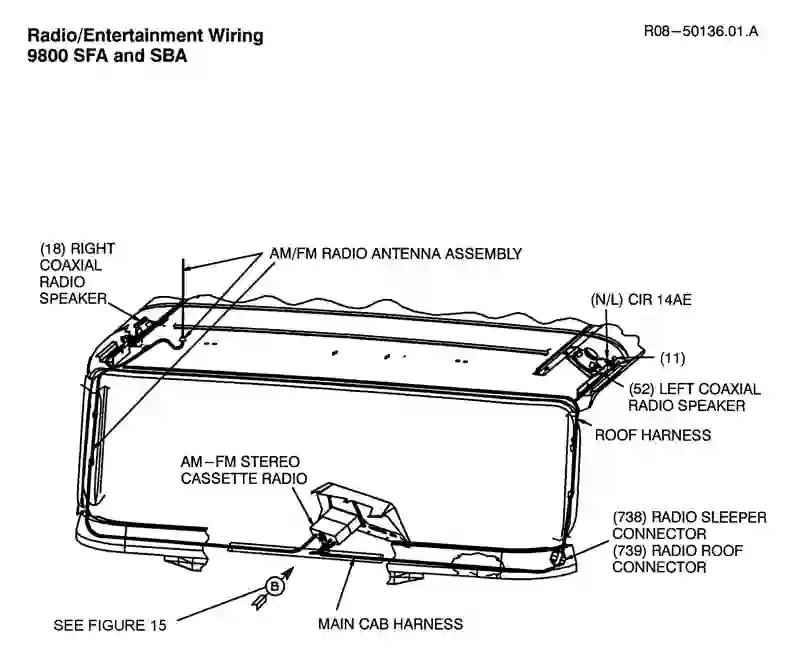 Radio/Entertainment Wiring
9800 SFA and SBA
R08-50136.01.A
(18) RIGHT
COAXIAL
RADIO
SPEAKER
AM/FM RADIO ANTENNA ASSEMBLY
(N/L) CIR 14AE
(11)
(52) LEFT COAXIAL
RADIO SPEAKER
ROOF HARNESS
AM-FM STEREO
CASSETTE RADIO
(738) RADIO SLEEPER
CONNECTOR
(739) RADIO ROOF
CONNECTOR
B
SEE FIGURE 15
MAIN CAB HARNESS